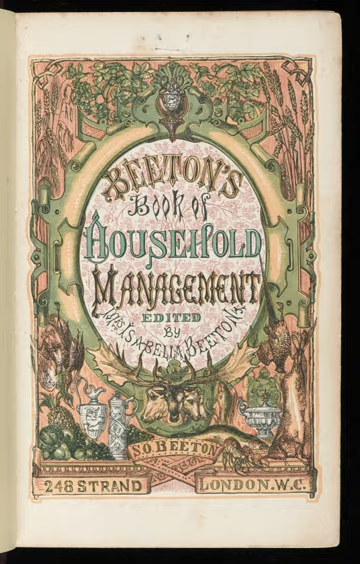 BEETON'S
Book of
HOUSEHOLD
MANAGEMENT
EDITED
By
MRS ISABELLA BEETON
S.O. BEETON
248 STRAND LONDON.W.C.